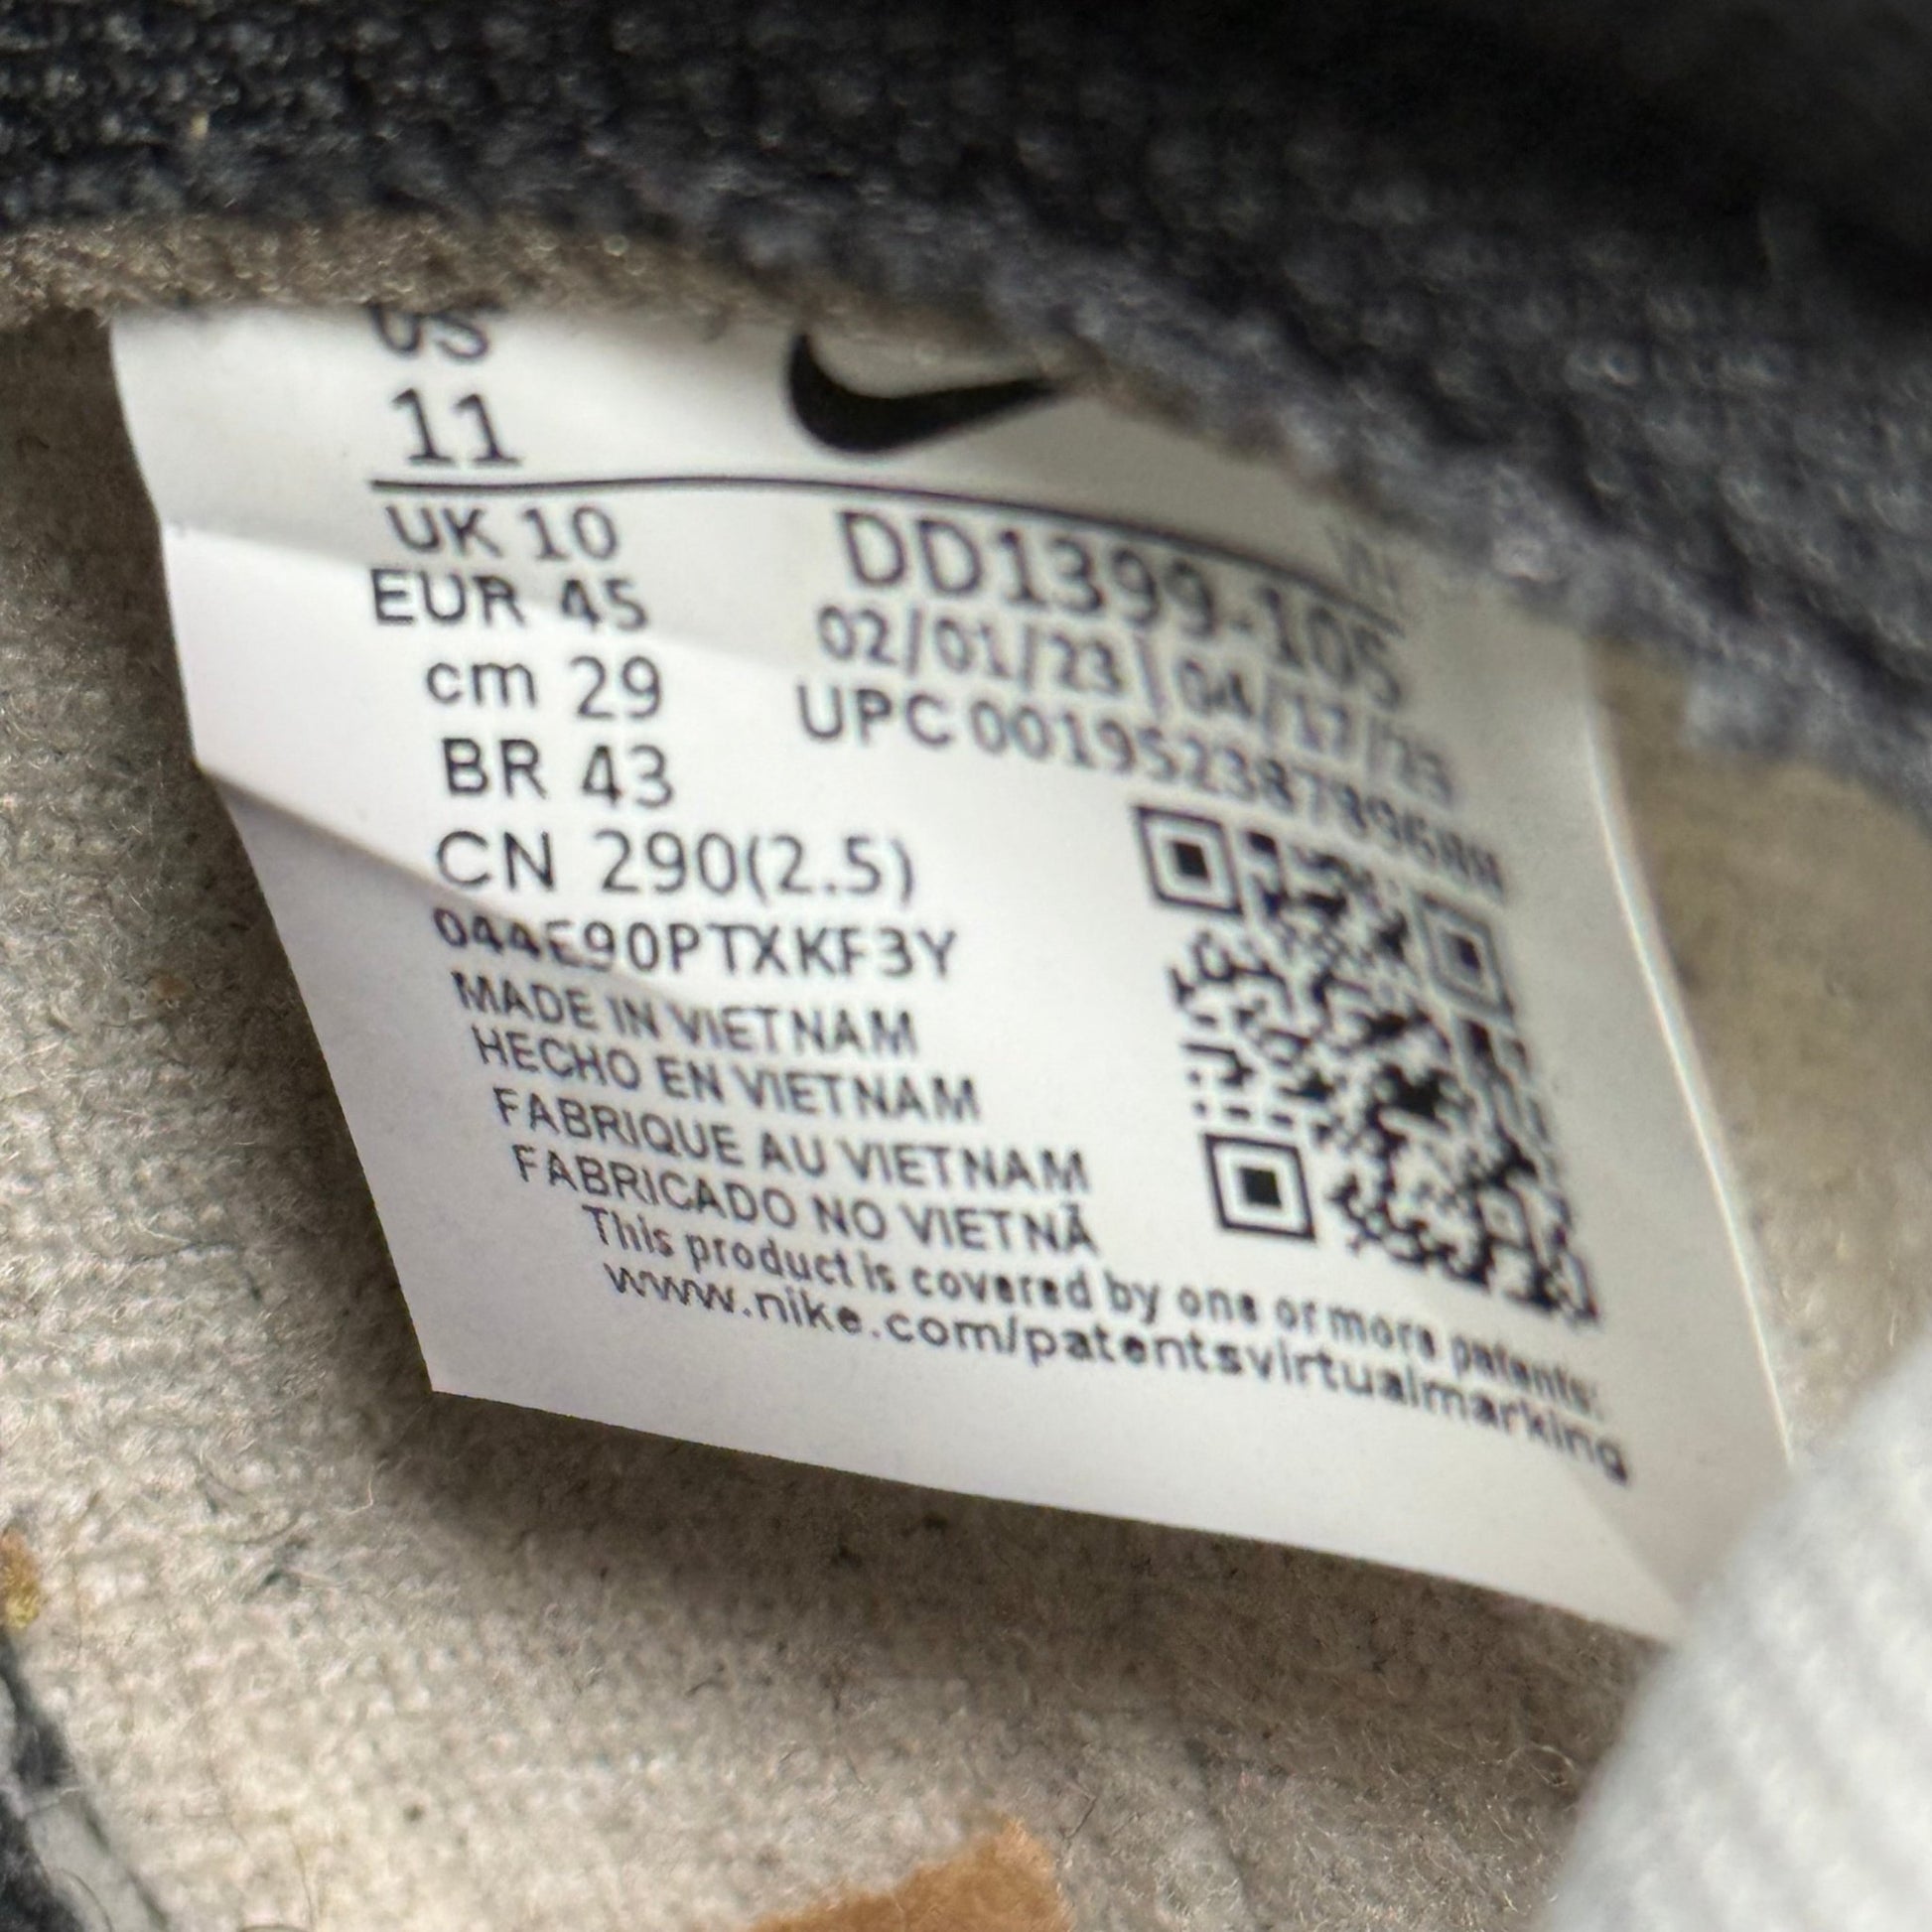 US
11
UK 10
EUR 45
cm 29
BR 43
CN 290(2.5)
044E90PTXKF3Y
DD1399-105
02/01/23 | 04/17/23
UPC
MADE IN VIETNAM
HECHO EN VIETNAM
FABRIQUE AU VIETNAM
FABRICADO NO VIETNÃ
This product is covered by one or more patents:
www.nike.com/patentsvirtualmarking